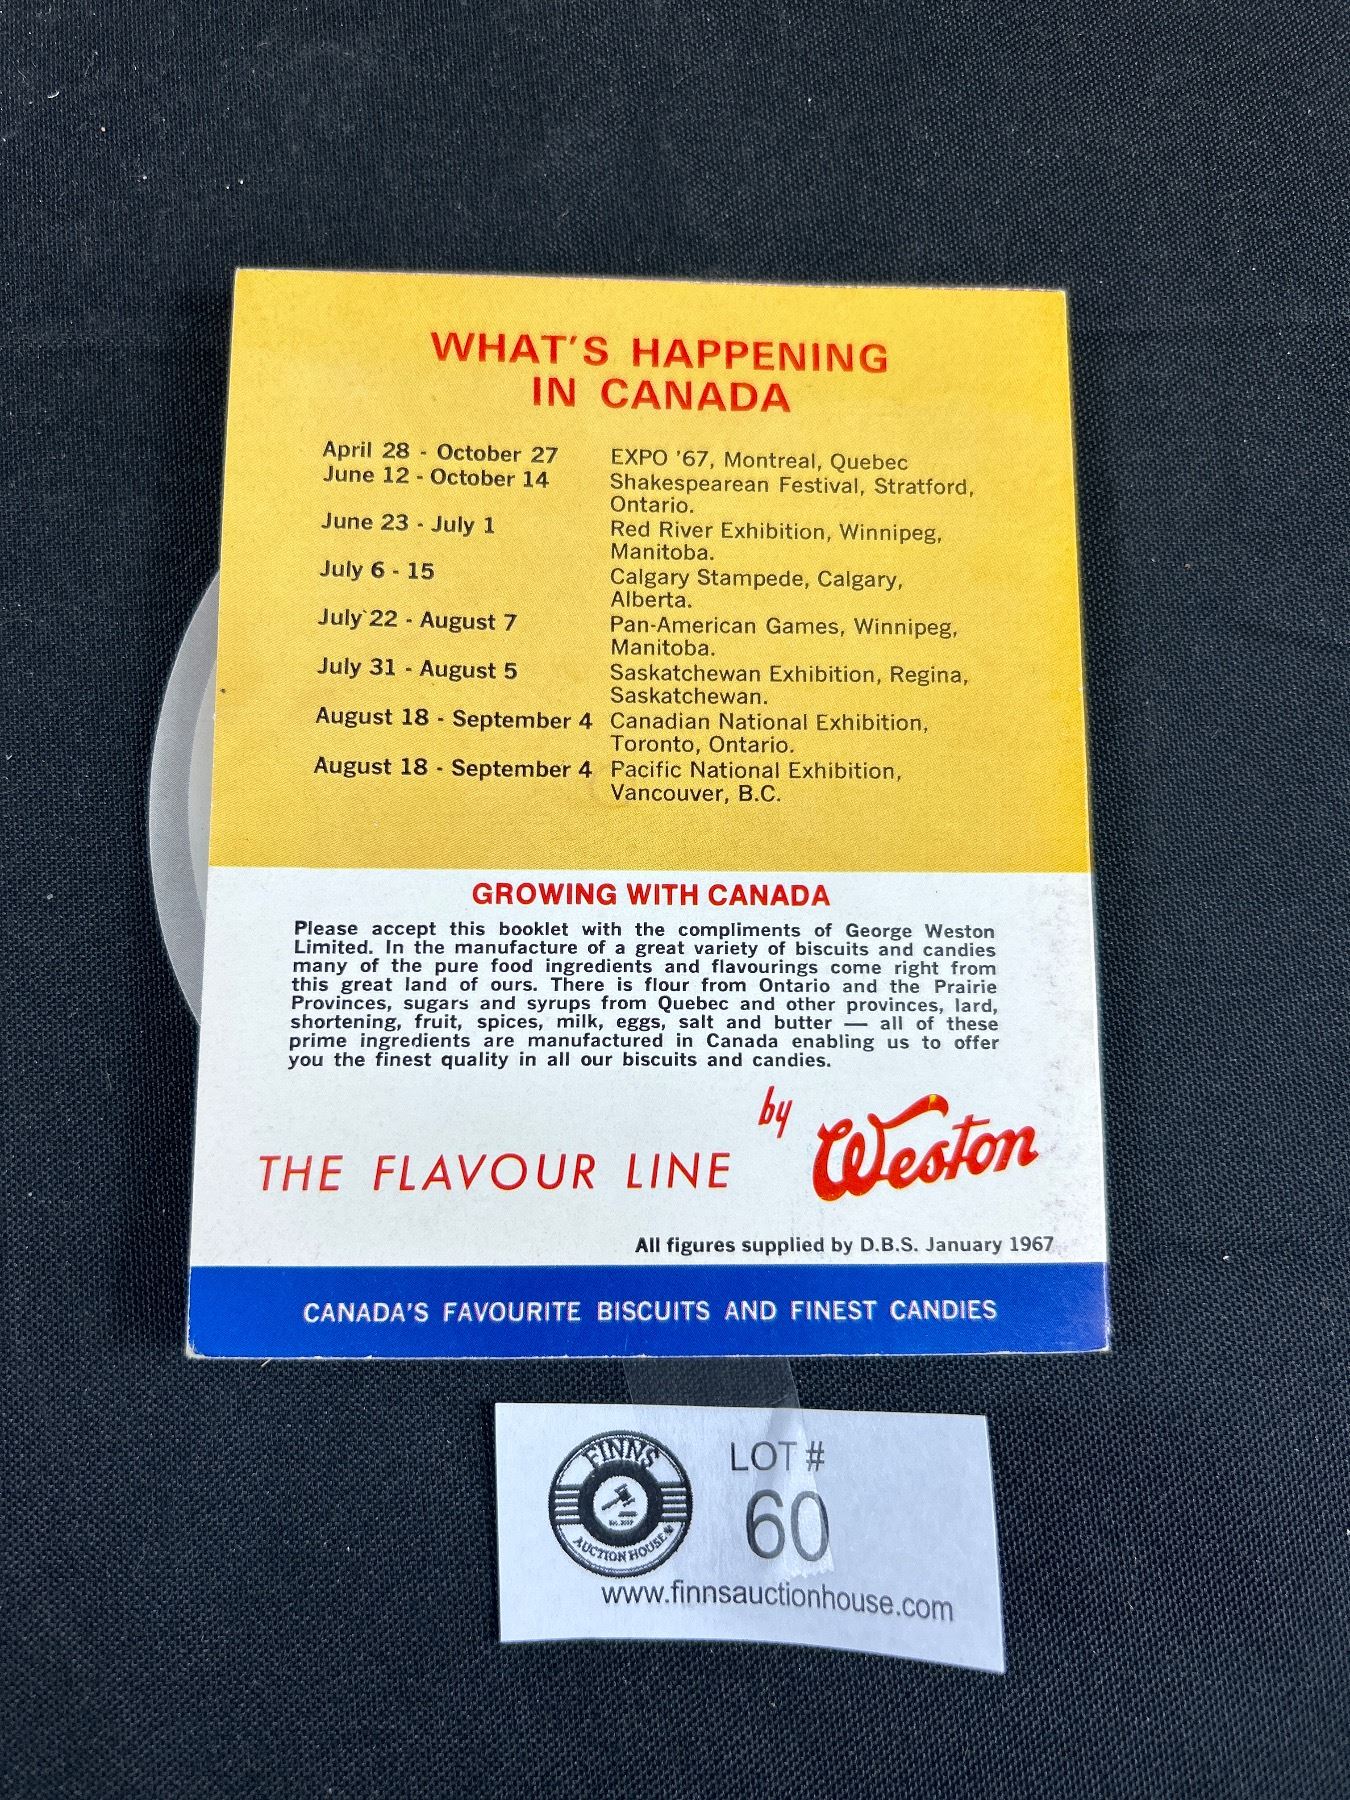 WHAT'S HAPPENING
IN CANADA
April 28 - October 27 EXPO '67, Montreal, Quebec
June 12 - October 14 Shakespearean Festival, Stratford,
Ontario.
June 23 - July 1 Red River Exhibition, Winnipeg,
Manitoba.
July 6 - 15 Calgary Stampede, Calgary,
Alberta.
July 22 - August 7 Pan-American Games, Winnipeg,
Manitoba.
July 31 - August 5 Saskatchewan Exhibition, Regina,
Saskatchewan.
August 18 - September 4 Canadian National Exhibition,
Toronto, Ontario.
August 18 - September 4 Pacific National Exhibition,
Vancouver, B.C.
GROWING WITH CANADA
Please accept this booklet with the compliments of George Weston
Limited. In the manufacture of a great variety of biscuits and candies
many of the pure food ingredients and flavourings come right from
this great land of ours. There is flour from Ontario and the Prairie
Provinces, sugars and syrups from Quebec and other provinces, lard,
shortening, fruit, spices, milk, eggs, salt and butter — all of these
prime ingredients are manufactured in Canada enabling us to offer
you the finest quality in all our biscuits and candies.
THE FLAVOUR LINE by Weston
All figures supplied by D.B.S. January 1967
CANADA'S FAVOURITE BISCUITS AND FINEST CANDIES
FINNS
AUCTION HOUSE
LOT #
60
www.finnsauctionhouse.com